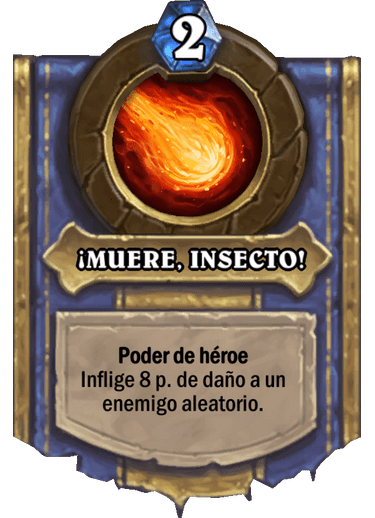 2
¡MUERE, INSECTO!
Poder de héroe
Inflige 8 p. de daño a un
enemigo aleatorio.